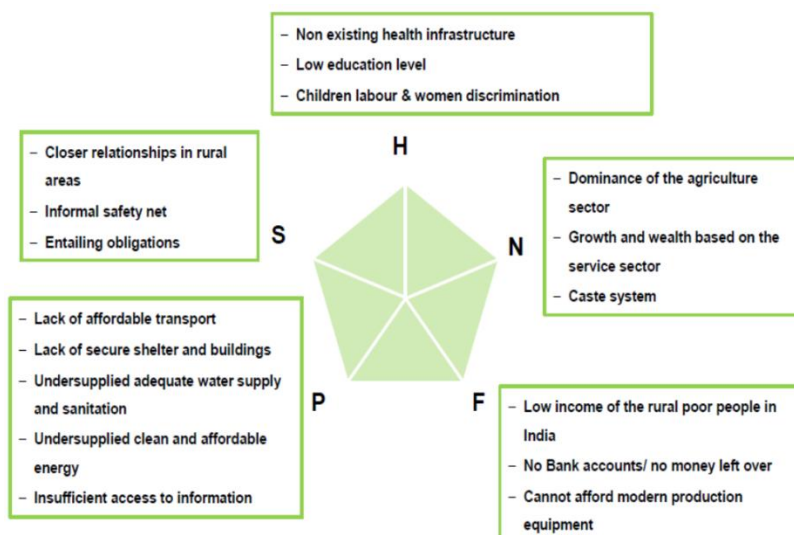 – Non existing health infrastructure
– Low education level
– Children labour & women discrimination
H
– Closer relationships in rural
areas
– Informal safety net
– Entailing obligations
S
N
– Dominance of the agriculture
sector
– Growth and wealth based on the
service sector
– Caste system
– Lack of affordable transport
– Lack of secure shelter and buildings
– Undersupplied adequate water supply
and sanitation
– Undersupplied clean and affordable
energy
– Insufficient access to information
P
F
– Low income of the rural poor people in
India
– No Bank accounts/ no money left over
– Cannot afford modern production
equipment